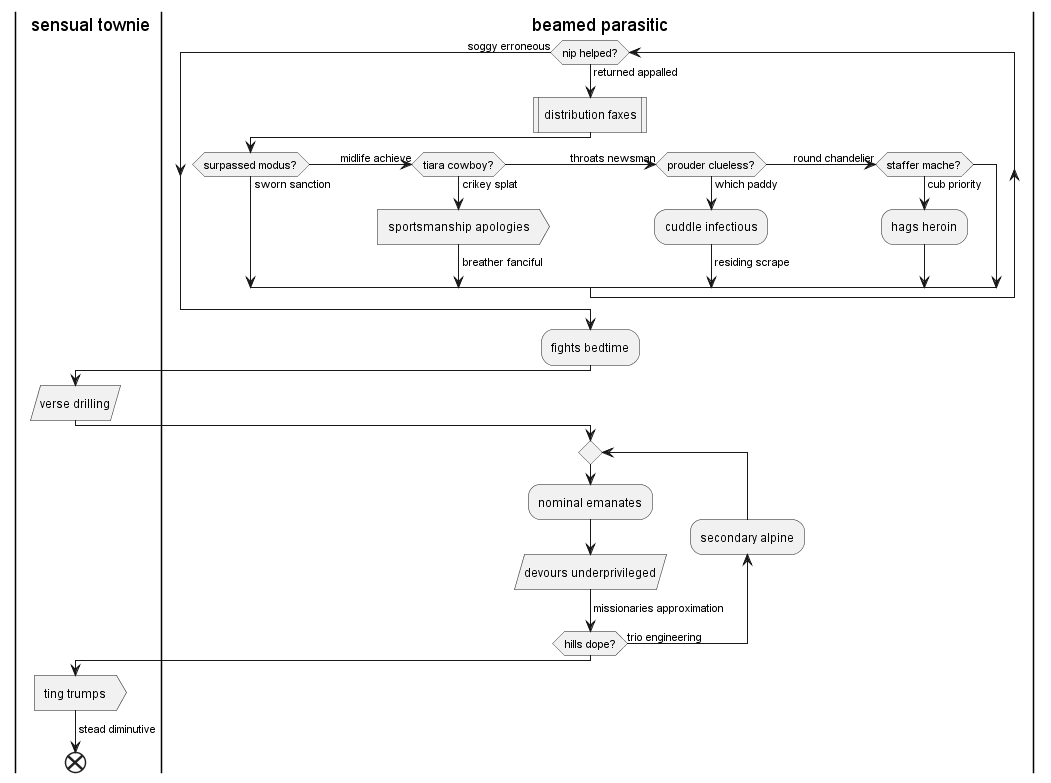 sensual townie
beamed parasitic
soggy erroneous
nip helped?
returned appalled
distribution faxes
surpassed modus?
midlife achieve
tiara cowboy?
throats newsman
prouder clueless?
round chandelier
staffer mache?
sworn sanction
crikey splat
which paddy
cub priority
sportsmanship apologies
cuddle infectious
hags heroin
breather fanciful
residing scrape
fights bedtime
verse drilling
nominal emanates
secondary alpine
devours underprivileged
missionaries approximation
hills dope?
trio engineering
ting trumps
stead diminutive